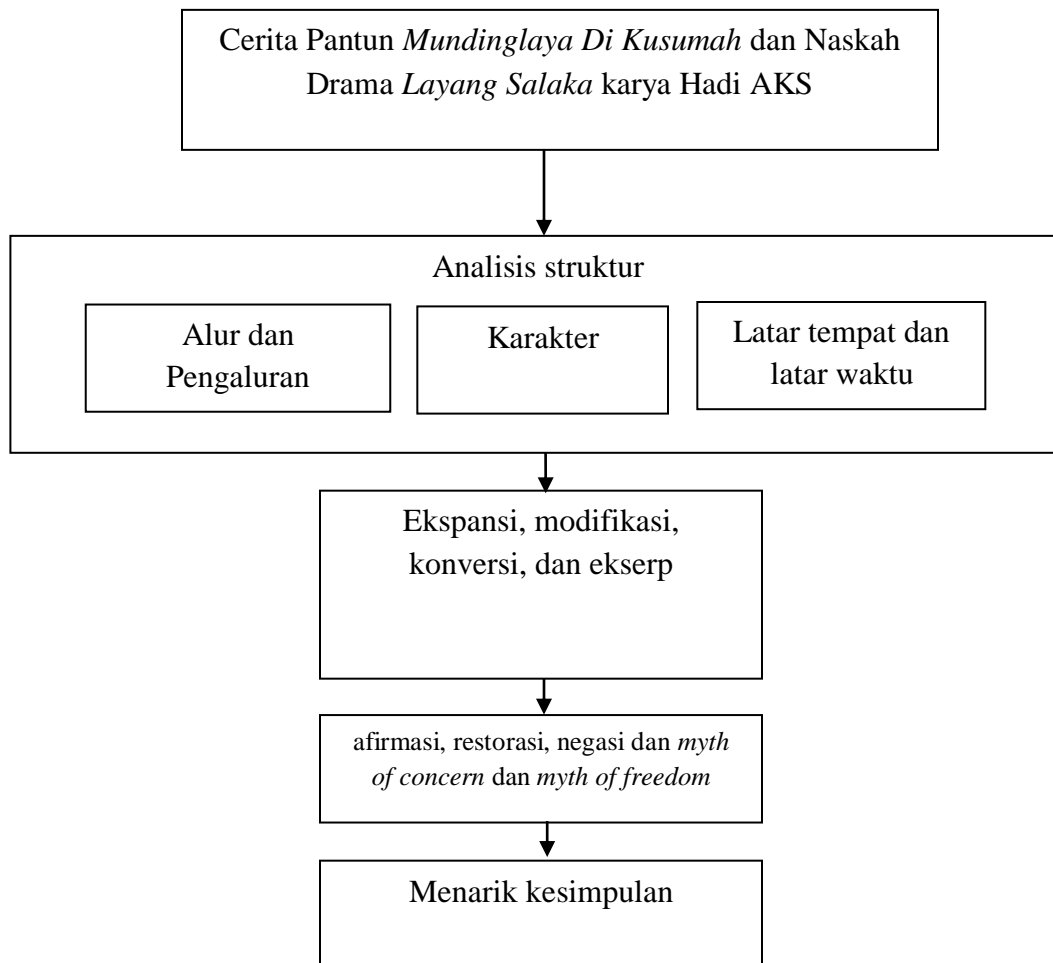 Cerita Pantun Mundinglaya Di Kusumah dan Naskah
Drama Layang Salaka karya Hadi AKS
Analisis struktur
Alur dan
Pengaluran
Karakter
Latar tempat dan
latar waktu
Ekspansi, modifikasi,
konversi, dan ekserp
afirmasi, restorasi, negasi dan myth
of concern dan myth of freedom
Menarik kesimpulan